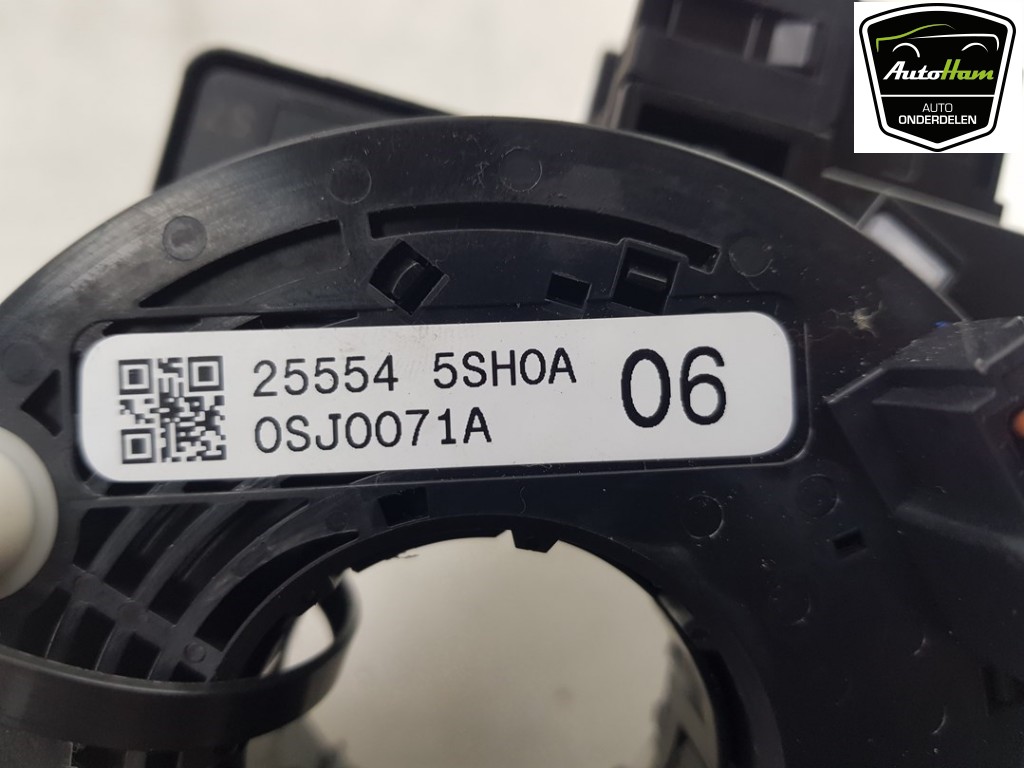 AutoHam
AUTO
ONDERDELEN
25554 5SH0A
0SJ0071A
06